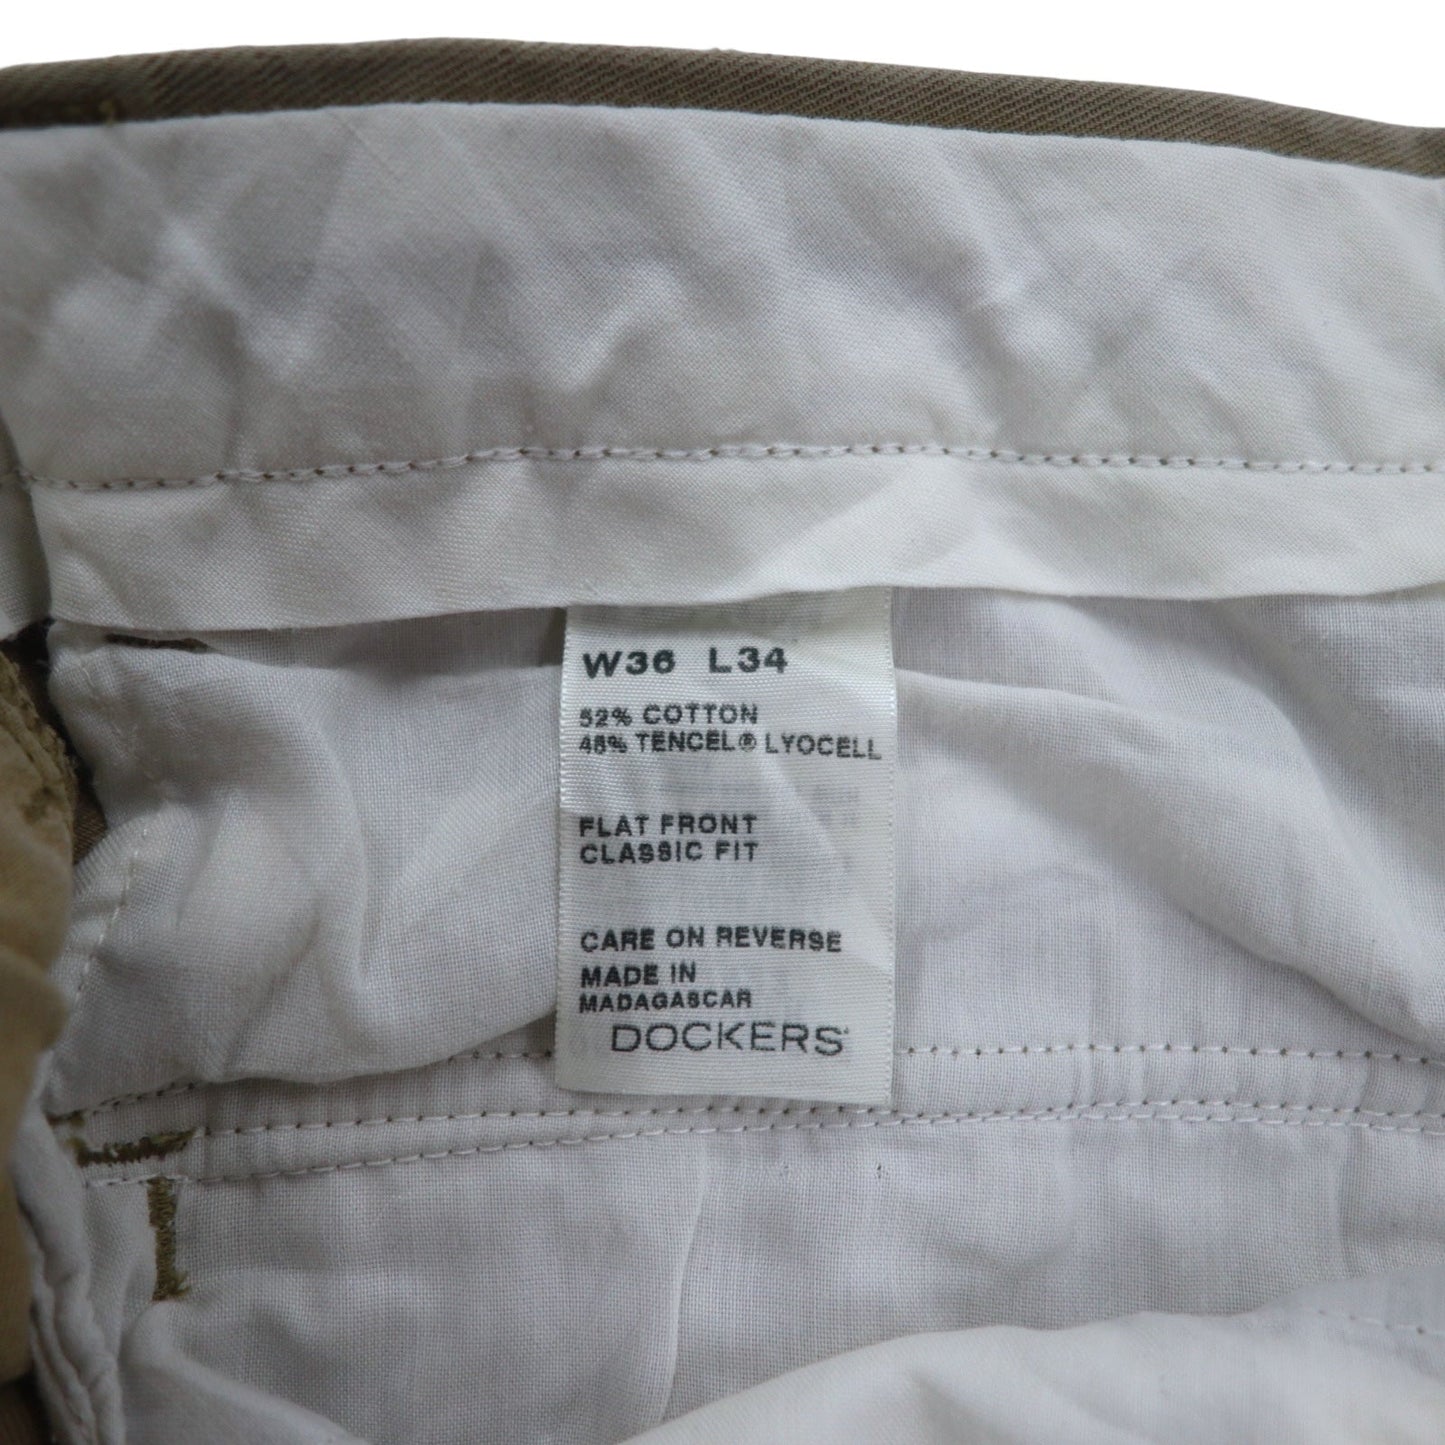 W36 L34
52% COTTON
48% TENCEL® LYOCELL
FLAT FRONT
CLASSIC FIT
CARE ON REVERSE
MADE IN
MADAGASCAR
DOCKERS®